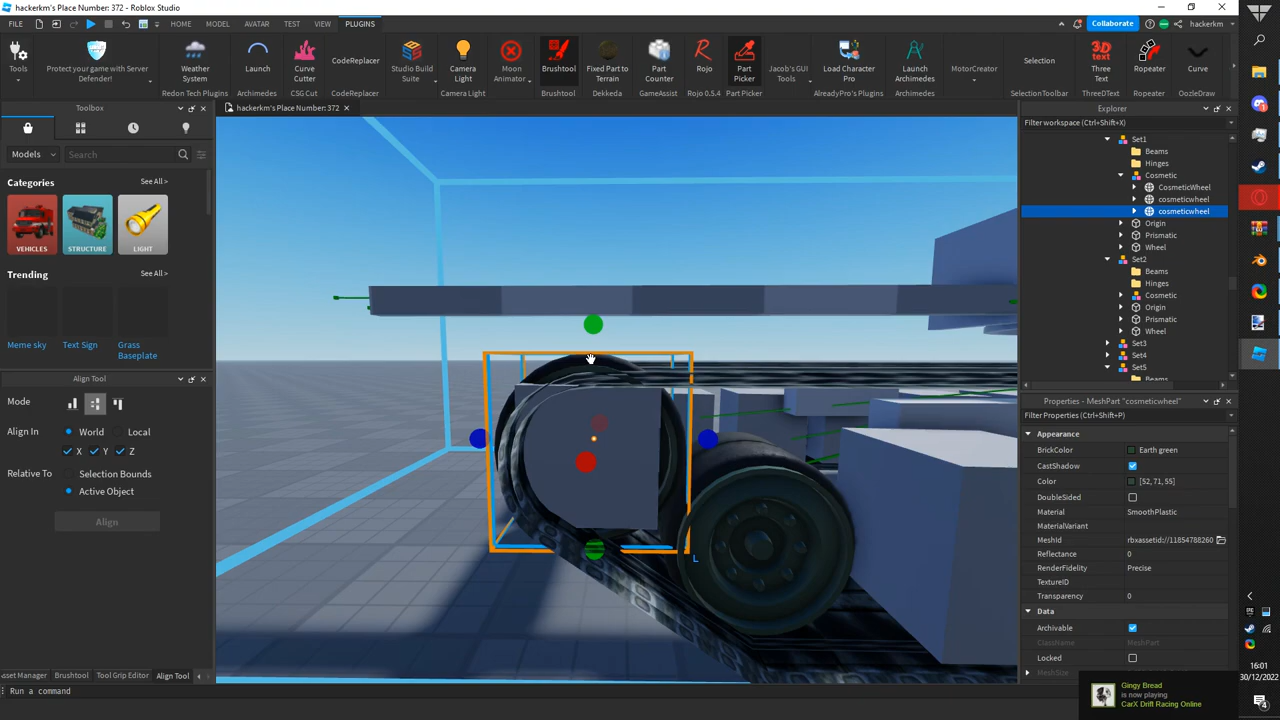 hackerkm's Place Number: 372 - Roblox Studio
FILE
HOME
MODEL
AVATAR
TEST
VIEW
PLUGINS
Collaborate
hackerkm
Tools
Protect your game with Server Defender!
Weather System
Launch
Curve Cutter
CodeReplacer
Studio Build Suite
Camera Light
Moon Animator
Brushtool
Fixed Part to Terrain
Part Counter
Rojo
Part Picker
Jacob's GUI Tools
Load Character Pro
Launch Archimedes
MotorCreator
Selection
Three Text
Repeater
Curve
Redon Tech Plugins
Archimedes
CSG Cut
CodeReplacer
Camera Light
Brushtool
Dekkeda
GameAssist
Rojo 0.5.4
Part Picker
AlreadyPro's Plugins
Archimedes
SelectionToolbar
ThreeDText
Repeater
OozleDraw
Toolbox
hackerkm's Place Number: 372
Explorer
Filter workspace (Ctrl+Shift+X)
Models
Search
Categories
See All >
VEHICLES
STRUCTURE
LIGHT
Trending
See All >
Meme sky
Text Sign
Grass Baseplate
Align Tool
Mode
Align In
World
Local
X
Y
Z
Relative To
Selection Bounds
Active Object
Align
Set1
Beams
Hinges
Cosmetic
CosmeticWheel
cosmeticwheel
cosmeticwheel
Origin
Prismatic
Wheel
Set2
Beams
Hinges
Cosmetic
Origin
Prismatic
Wheel
Set3
Set4
Set5
Properties - MeshPart "cosmeticwheel"
Filter Properties (Ctrl+Shift+P)
Appearance
BrickColor
Earth green
CastShadow
Color
[52, 71, 55]
DoubleSided
Material
SmoothPlastic
MaterialVariant
MeshId
rbxassetid://11854788260
Reflectance
0
RenderFidelity
Precise
TextureID
Transparency
0
Data
Archivable
ClassName
MeshPart
Locked
L
sset Manager
Brushtool
Tool Grip Editor
Align Tool
Run a command
Gingy Bread
is now playing
CarX Drift Racing Online
16:01
30/12/2022